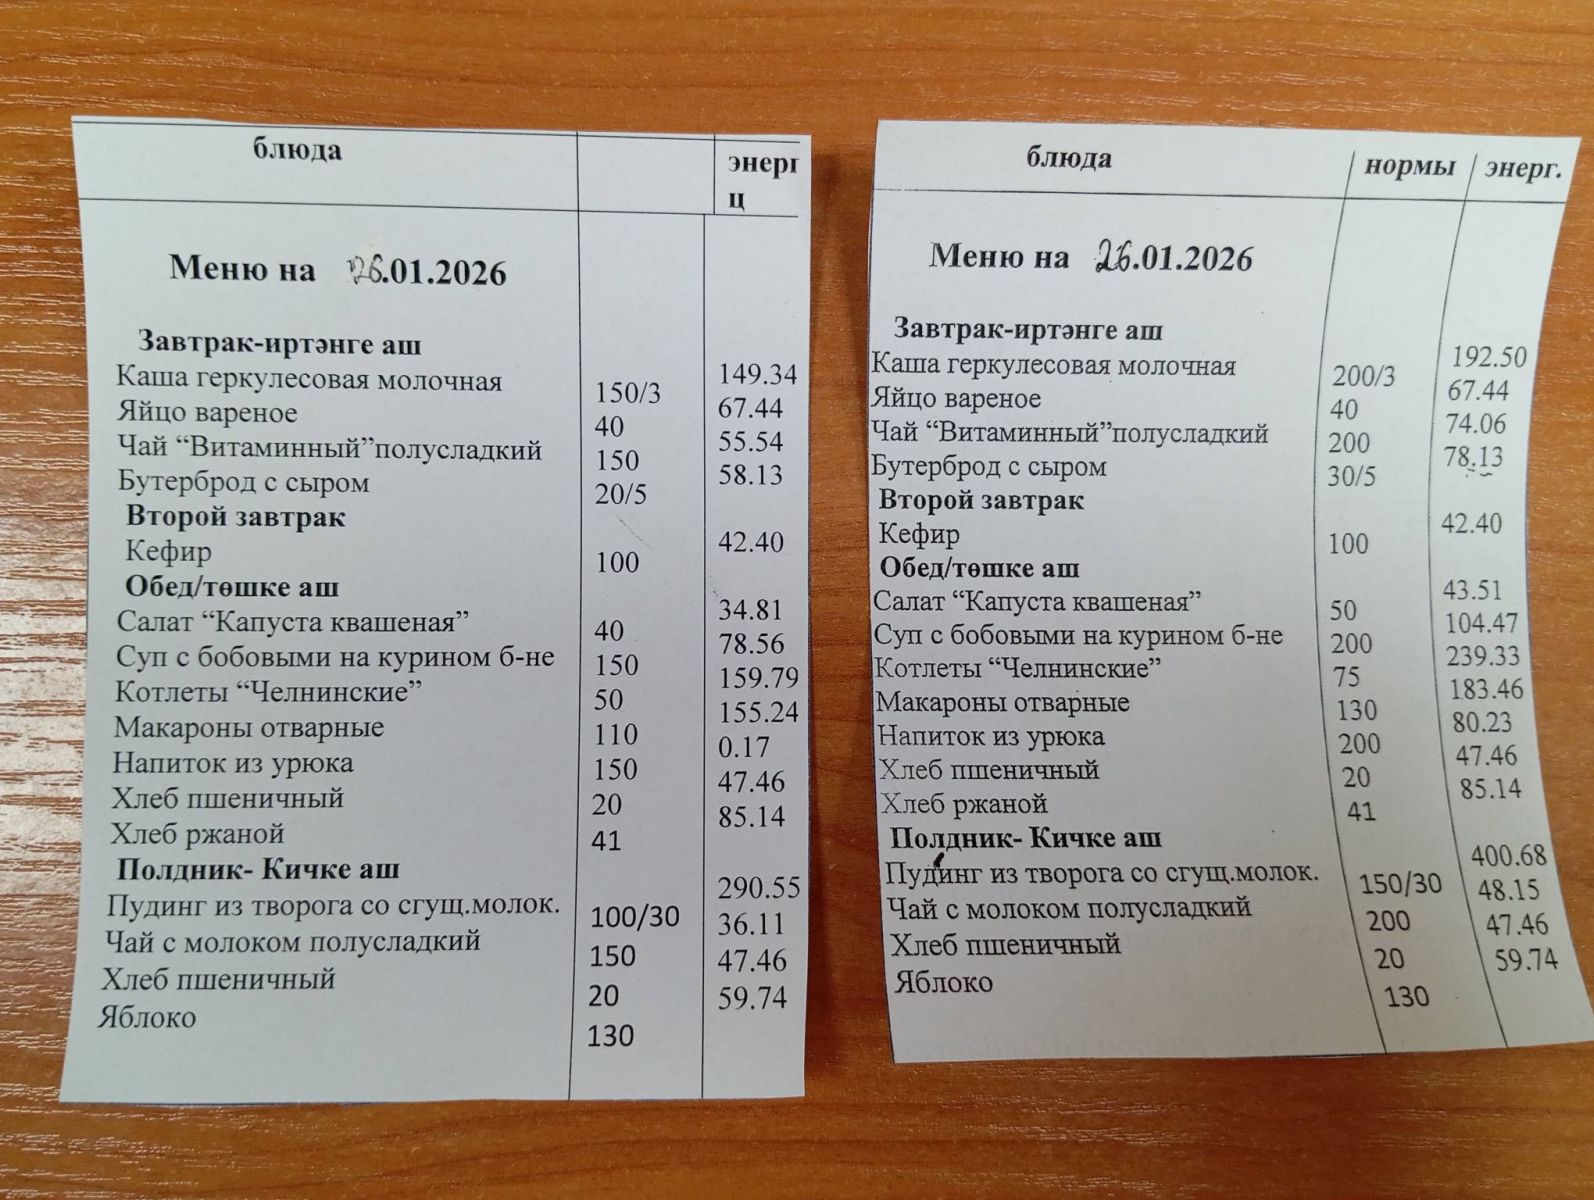 блюда энерг ц
Меню на 26.01.2026
Завтрак-иртәнге аш
Каша геркулесовая молочная 150/3 149.34
Яйцо вареное 40 67.44
Чай “Витаминный”полусладкий 150 55.54
Бутерброд с сыром 20/5 58.13
Второй завтрак
Кефир 100 42.40
Обед/төшке аш
Салат “Капуста квашеная” 40 34.81
Суп с бобовыми на курином б-не 150 78.56
Котлеты “Челнинские” 50 159.79
Макароны отварные 110 155.24
Напиток из урюка 150 0.17
Хлеб пшеничный 20 47.46
Хлеб ржаной 41 85.14
Полдник- Кичке аш
Пудинг из творога со сгущ.молок. 100/30 290.55
Чай с молоком полусладкий 150 36.11
Хлеб пшеничный 20 47.46
Яблоко 130 59.74
блюда нормы энерг.
Меню на 26.01.2026
Завтрак-иртәнге аш
Каша геркулесовая молочная 200/3 192.50
Яйцо вареное 40 67.44
Чай “Витаминный”полусладкий 200 74.06
Бутерброд с сыром 30/5 78.13
Второй завтрак
Кефир 100 42.40
Обед/төшке аш
Салат “Капуста квашеная” 50 43.51
Суп с бобовыми на курином б-не 200 104.47
Котлеты “Челнинские” 75 239.33
Макароны отварные 130 183.46
Напиток из урюка 200 80.23
Хлеб пшеничный 20 47.46
Хлеб ржаной 41 85.14
Полдник- Кичке аш
Пудинг из творога со сгущ.молок. 150/30 400.68
Чай с молоком полусладкий 200 48.15
Хлеб пшеничный 20 47.46
Яблоко 130 59.74